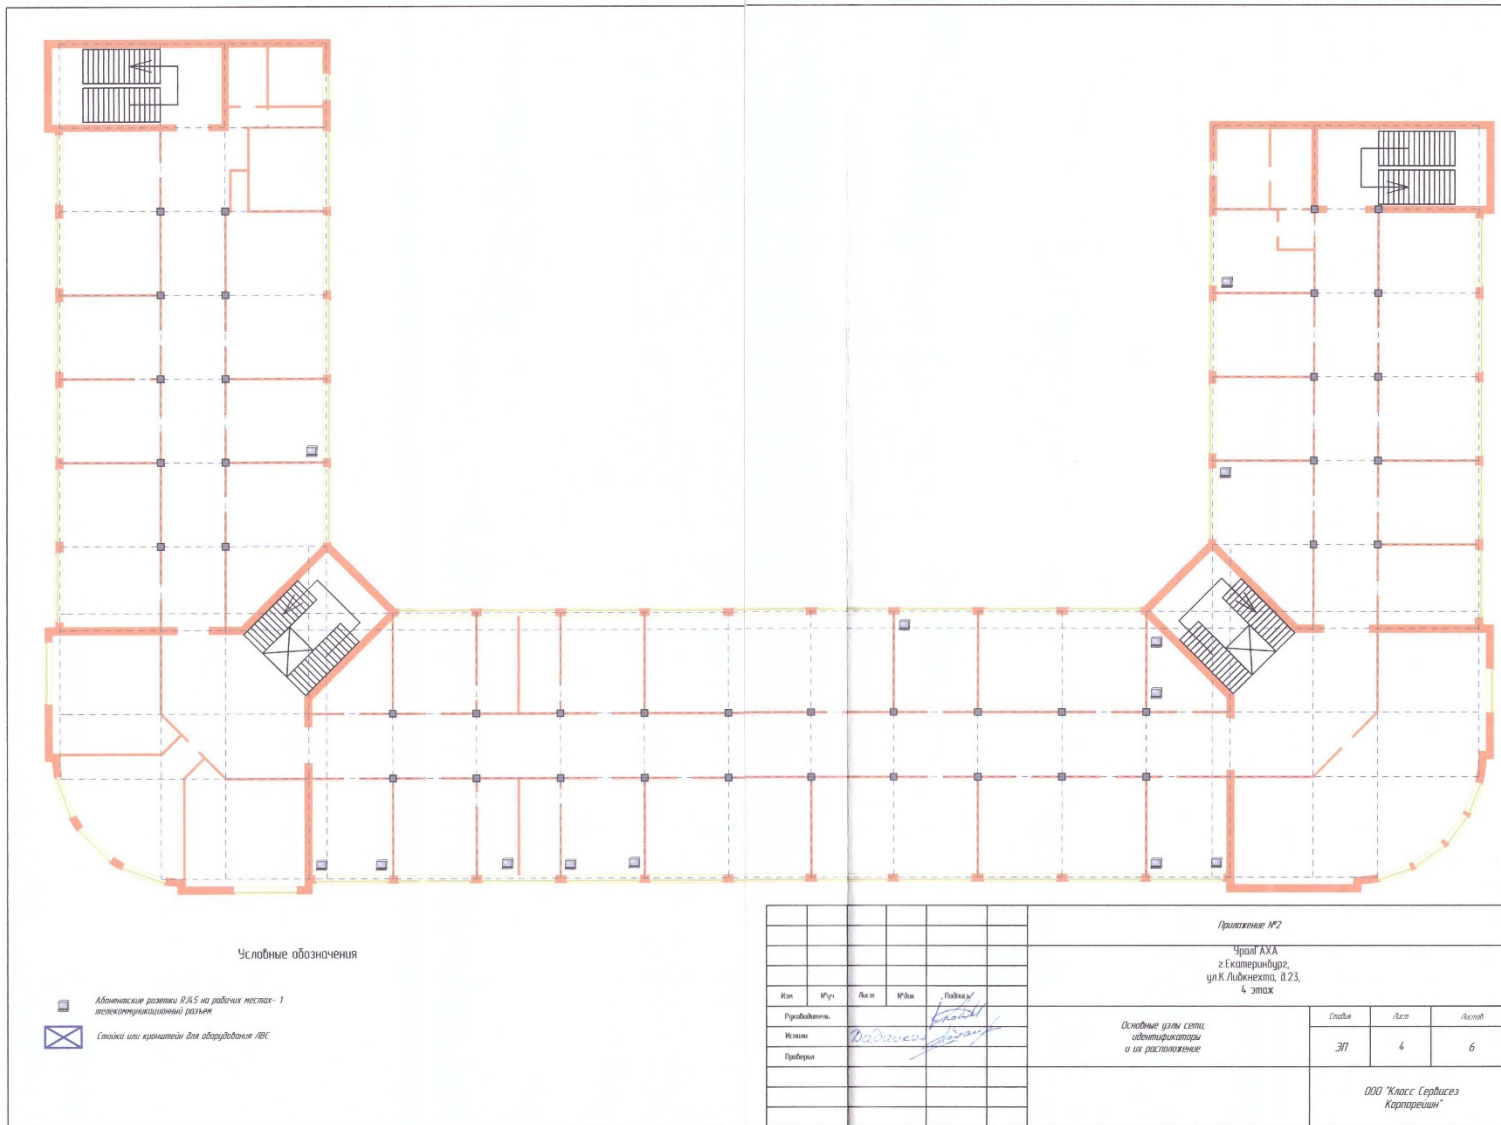 Условные обозначения
Абонентские розетки RJ45 на рабочих местах- 1
телекоммуникационный разъем
Стойка или кранштейн для оборудования ЛВС
Приложение №2
УралГАХА
г.Екатеринбург,
ул.К.Либкнехта, д.23,
4 этаж
Изм №уч Лист №док Подпись
Руководитель
Исполн
Проверил
Основные узлы сети,
идентификаторы
и их расположение
Стадия Лист Листов
ЭП 4 6
ООО "Класс Сервисез
Корпорейшн"